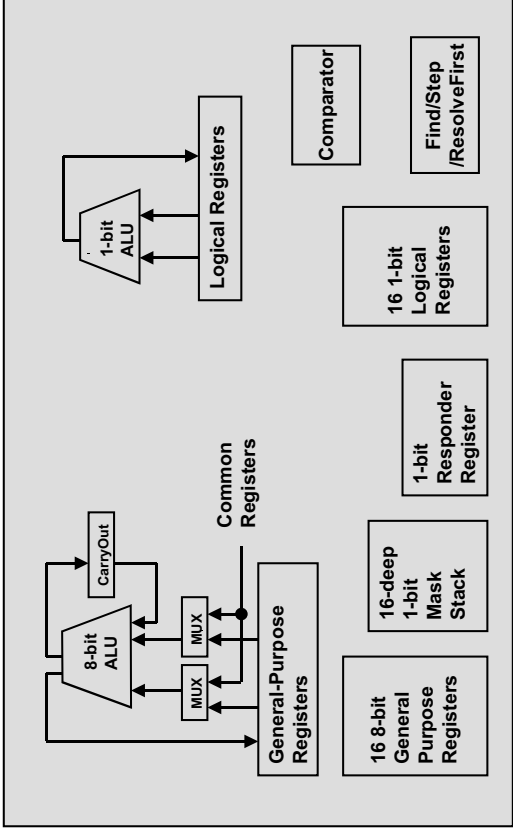 8-bit
ALU
CarryOut
1-bit
ALU
MUX
MUX
Logical Registers
Common
Registers
General-Purpose
Registers
Comparator
16 8-bit
General
Purpose
Registers
16-deep
1-bit
Mask
Stack
1-bit
Responder
Register
16 1-bit
Logical
Registers
Find/Step
/ResolveFirst